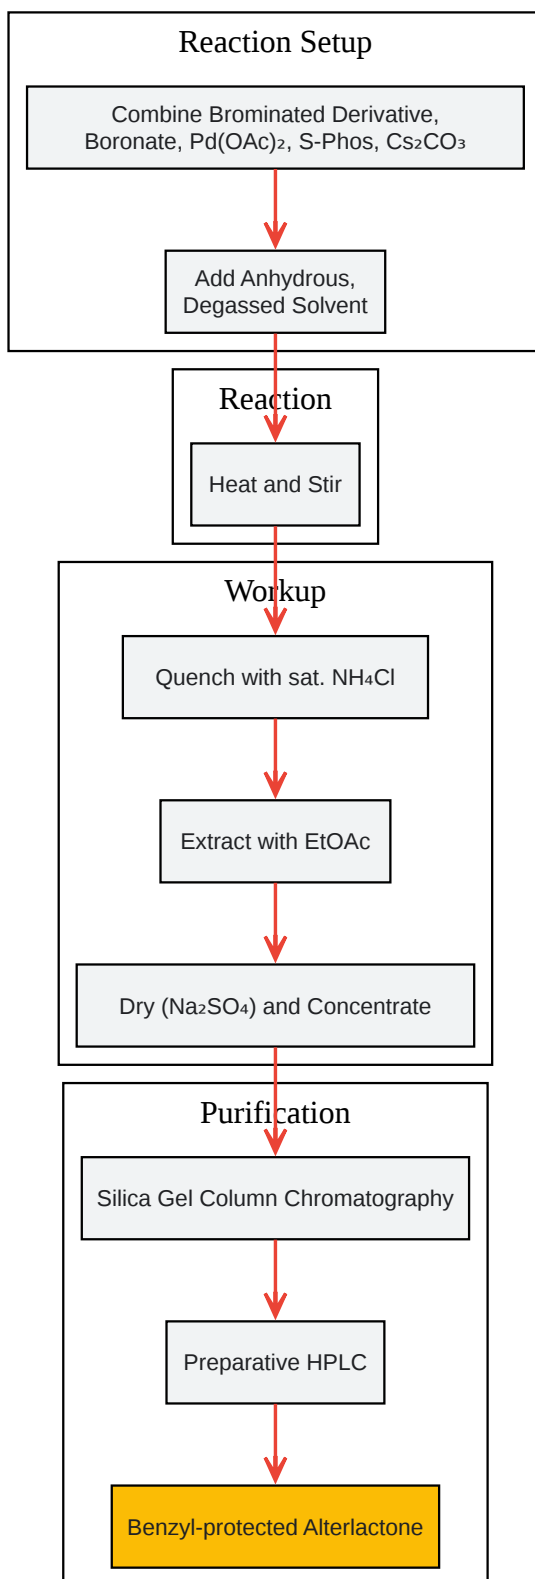 Reaction Setup
Combine Brominated Derivative,
Boronate, Pd(OAc)₂, S-Phos, Cs₂CO₃
Add Anhydrous,
Degassed Solvent
Reaction
Heat and Stir
Workup
Quench with sat. NH₄Cl
Extract with EtOAc
Dry (Na₂SO₄) and Concentrate
Purification
Silica Gel Column Chromatography
Preparative HPLC
Benzyl-protected Alterlactone